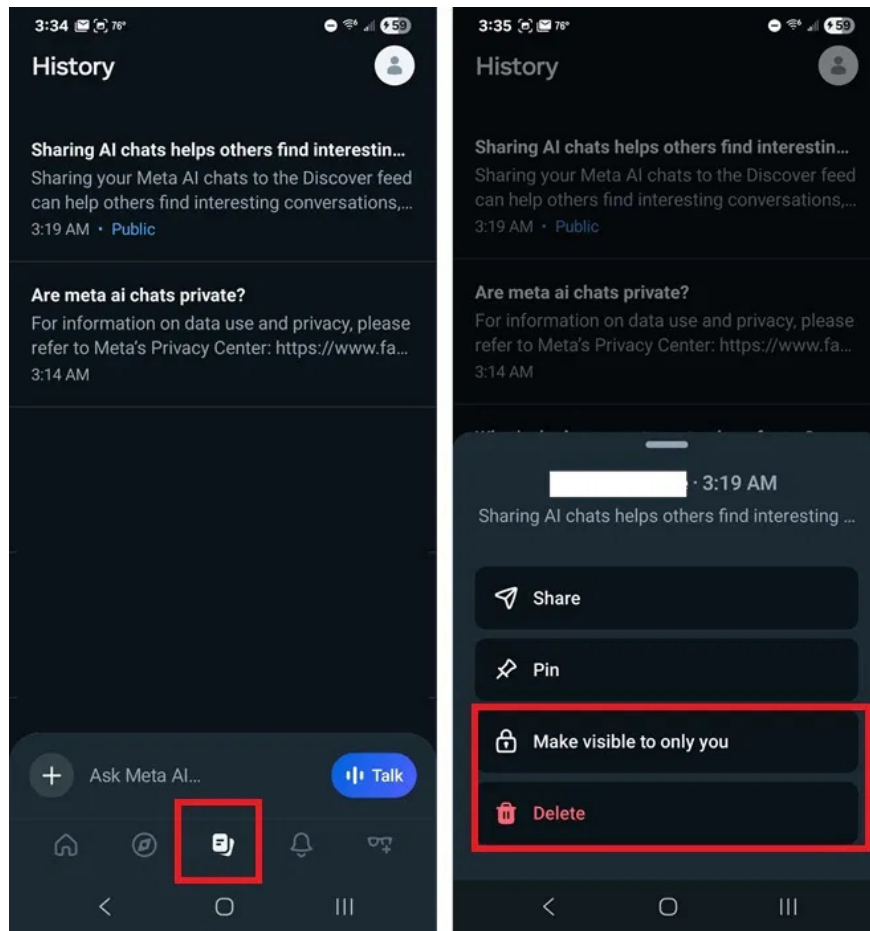 3:34 76° 59
History
Sharing AI chats helps others find interestin...
Sharing your Meta AI chats to the Discover feed
can help others find interesting conversations,...
3:19 AM • Public
Are meta ai chats private?
For information on data use and privacy, please
refer to Meta's Privacy Center: https://www.fa...
3:14 AM
Ask Meta AI...
Talk
3:35 76° 59
History
Sharing AI chats helps others find interestin...
Sharing your Meta AI chats to the Discover feed
can help others find interesting conversations,...
3:19 AM • Public
Are meta ai chats private?
For information on data use and privacy, please
refer to Meta's Privacy Center: https://www.fa...
3:14 AM
· 3:19 AM
Sharing AI chats helps others find interesting ...
Share
Pin
Make visible to only you
Delete